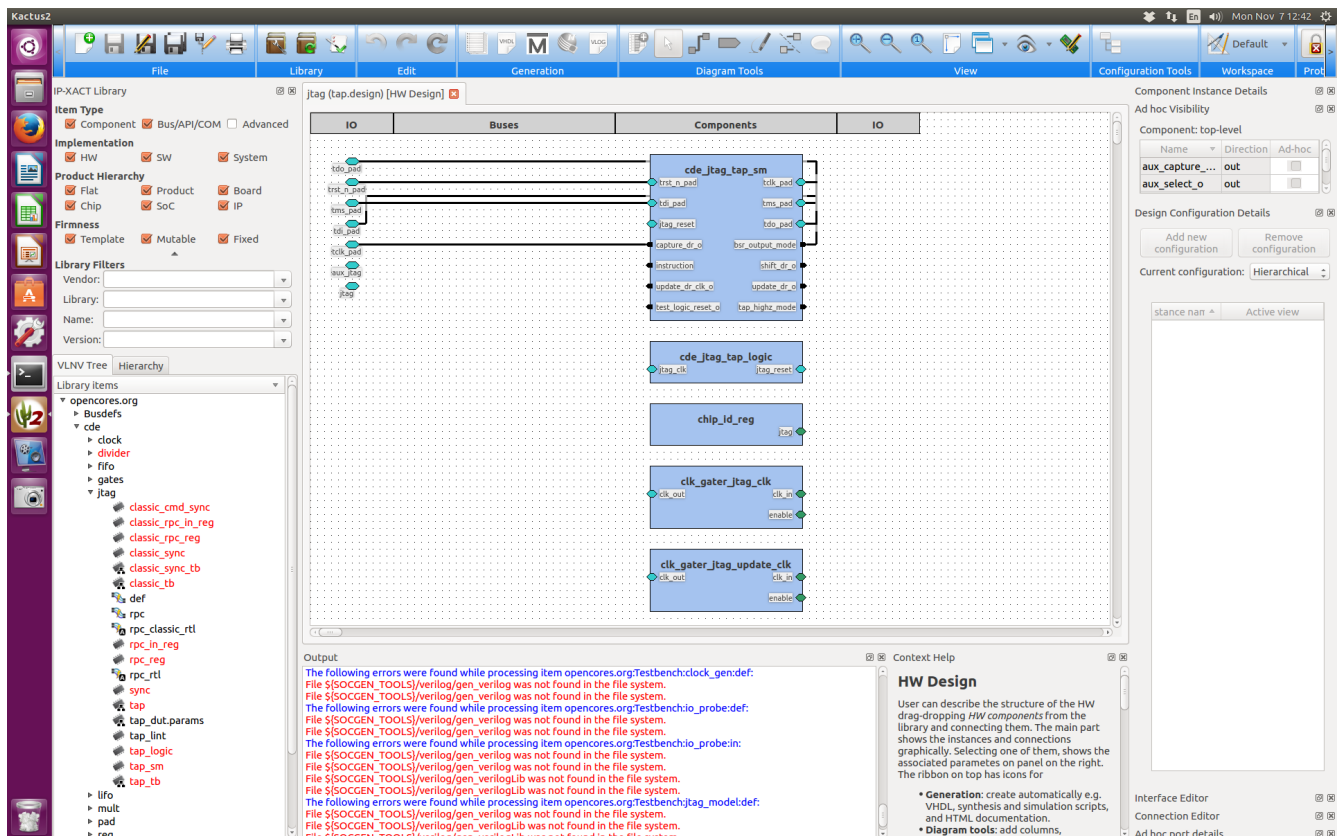 Kactus2
En
Mon Nov 7 12:42
VHDL
M
VLOG
Default
File
Library
Edit
Generation
Diagram Tools
View
Configuration Tools
Workspace
Prot
IP-XACT Library
Item Type
Component
Bus/API/COM
Advanced
Implementation
HW
SW
System
Product Hierarchy
Flat
Product
Board
Chip
SoC
IP
Firmness
Template
Mutable
Fixed
Library Filters
Vendor:
Library:
Name:
Version:
VLNV Tree
Hierarchy
Library items
opencores.org
Busdefs
cde
clock
divider
fifo
gates
jtag
classic_cmd_sync
classic_rpc_in_reg
classic_rpc_reg
classic_sync
classic_sync_tb
classic_tb
def
rpc
rpc_classic_rtl
rpc_in_reg
rpc_reg
rpc_rtl
sync
tap
tap_dut.params
tap_lint
tap_logic
tap_sm
tap_tb
lifo
mult
pad
reg
jtag (tap.design) [HW Design]
IO
Buses
Components
IO
tdo_pad
trst_n_pad
tms_pad
tdi_pad
tclk_pad
aux_jtag
jtag
cde_jtag_tap_sm
trst_n_pad
tclk_pad
tdi_pad
tms_pad
jtag_reset
tdo_pad
capture_dr_o
bsr_output_mode
instruction
shift_dr_o
update_dr_clk_o
update_dr_o
test_logic_reset_o
tap_highz_mode
cde_jtag_tap_logic
jtag_clk
jtag_reset
chip_id_reg
jtag
clk_gater_jtag_clk
clk_out
clk_in
enable
clk_gater_jtag_update_clk
clk_out
clk_in
enable
Output
The following errors were found while processing item opencores.org:Testbench:clock_gen:def:
File ${SOCGEN_TOOLS}/verilog/gen_verilog was not found in the file system.
File ${SOCGEN_TOOLS}/verilog/gen_verilog was not found in the file system.
The following errors were found while processing item opencores.org:Testbench:io_probe:def:
File ${SOCGEN_TOOLS}/verilog/gen_verilog was not found in the file system.
File ${SOCGEN_TOOLS}/verilog/gen_verilog was not found in the file system.
The following errors were found while processing item opencores.org:Testbench:io_probe:in:
File ${SOCGEN_TOOLS}/verilog/gen_verilog was not found in the file system.
File ${SOCGEN_TOOLS}/verilog/gen_verilog was not found in the file system.
File ${SOCGEN_TOOLS}/verilog/gen_verilogLib was not found in the file system.
File ${SOCGEN_TOOLS}/verilog/gen_verilogLib was not found in the file system.
The following errors were found while processing item opencores.org:Testbench:jtag_model:def:
File ${SOCGEN_TOOLS}/verilog/gen_verilog was not found in the file system.
File ${SOCGEN_TOOLS}/verilog/gen_verilog was not found in the file system.
Context Help
HW Design
User can describe the structure of the HW
drag-dropping HW components from the
library and connecting them. The main part
shows the instances and connections
graphically. Selecting one of them, shows the
associated parametes on panel on the right.
The ribbon on top has icons for
• Generation: create automatically e.g.
VHDL, synthesis and simulation scripts,
and HTML documentation.
• Diagram tools: add columns,
Component Instance Details
Ad hoc Visibility
Component: top-level
Name
Direction
Ad-hoc
aux_capture_...
out
aux_select_o
out
Design Configuration Details
Add new
configuration
Remove
configuration
Current configuration:
Hierarchical
stance nan
Active view
Interface Editor
Connection Editor
Ad hoc port details